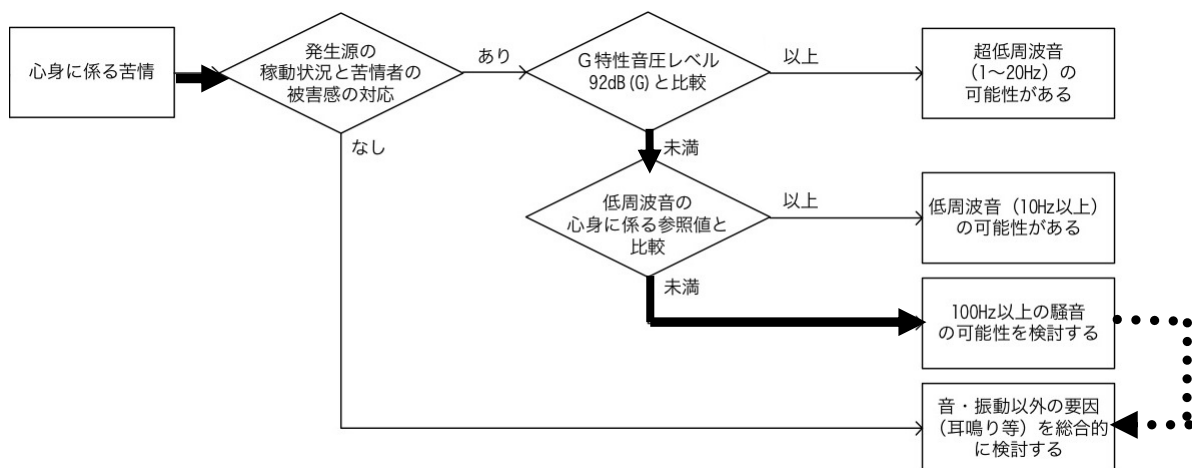 心身に係る苦情
発生源の
稼動状況と苦情者の
被害感の対応
あり
G特性音圧レベル
92dB(G)と比較
以上
超低周波音
(1〜20Hz)の
可能性がある
なし
未満
低周波音の
心身に係る参照値と
比較
以上
低周波音(10Hz以上)
の可能性がある
未満
100Hz以上の騒音
の可能性を検討する
音・振動以外の要因
(耳鳴り等)を総合的
に検討する